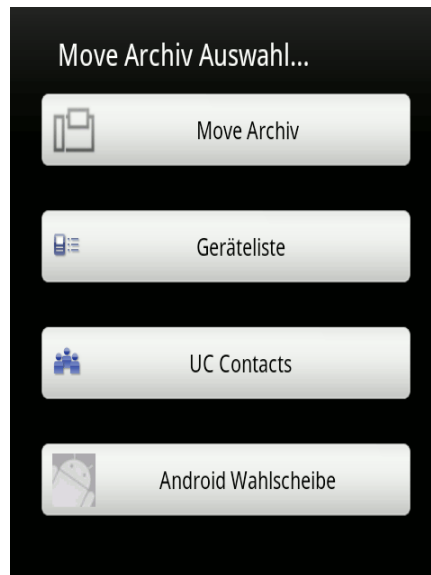 Move Archiv Auswahl...
Move Archiv
Geräteliste
UC Contacts
Android Wahlscheibe